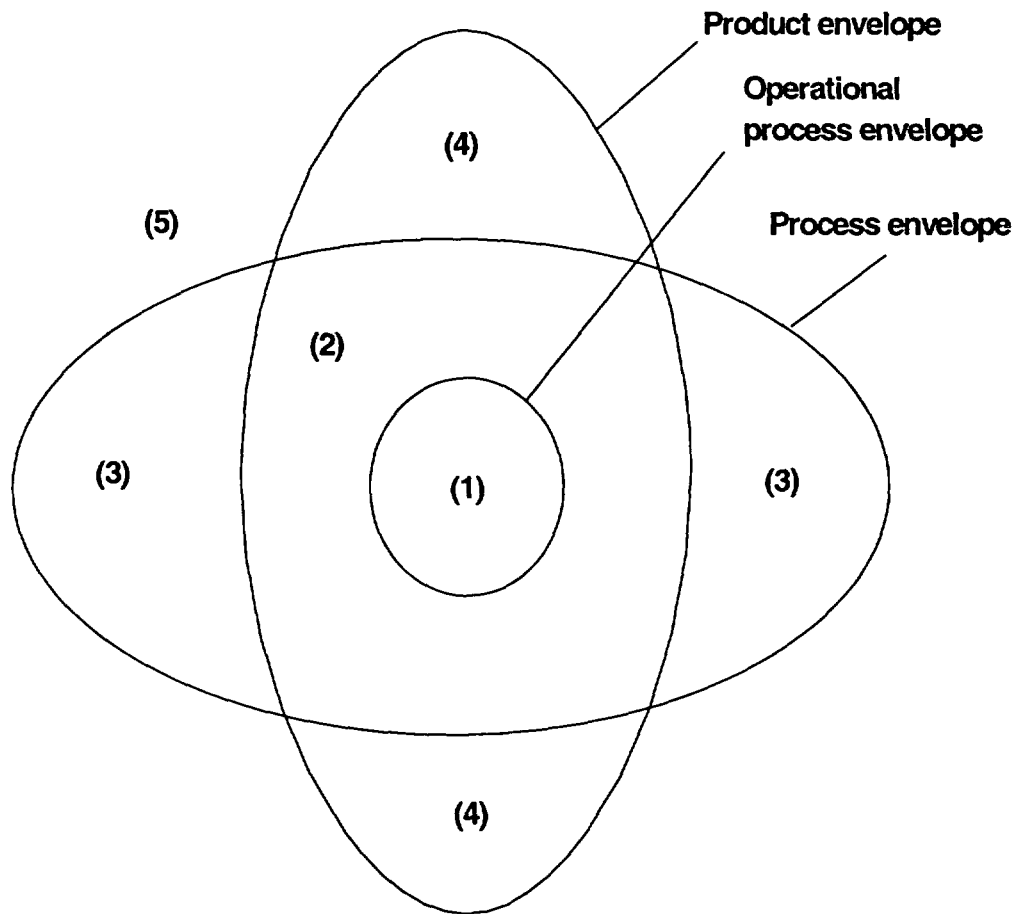 Product envelope
Operational
process envelope
(4)
(5)
Process envelope
(2)
(3)
(1)
(3)
(4)